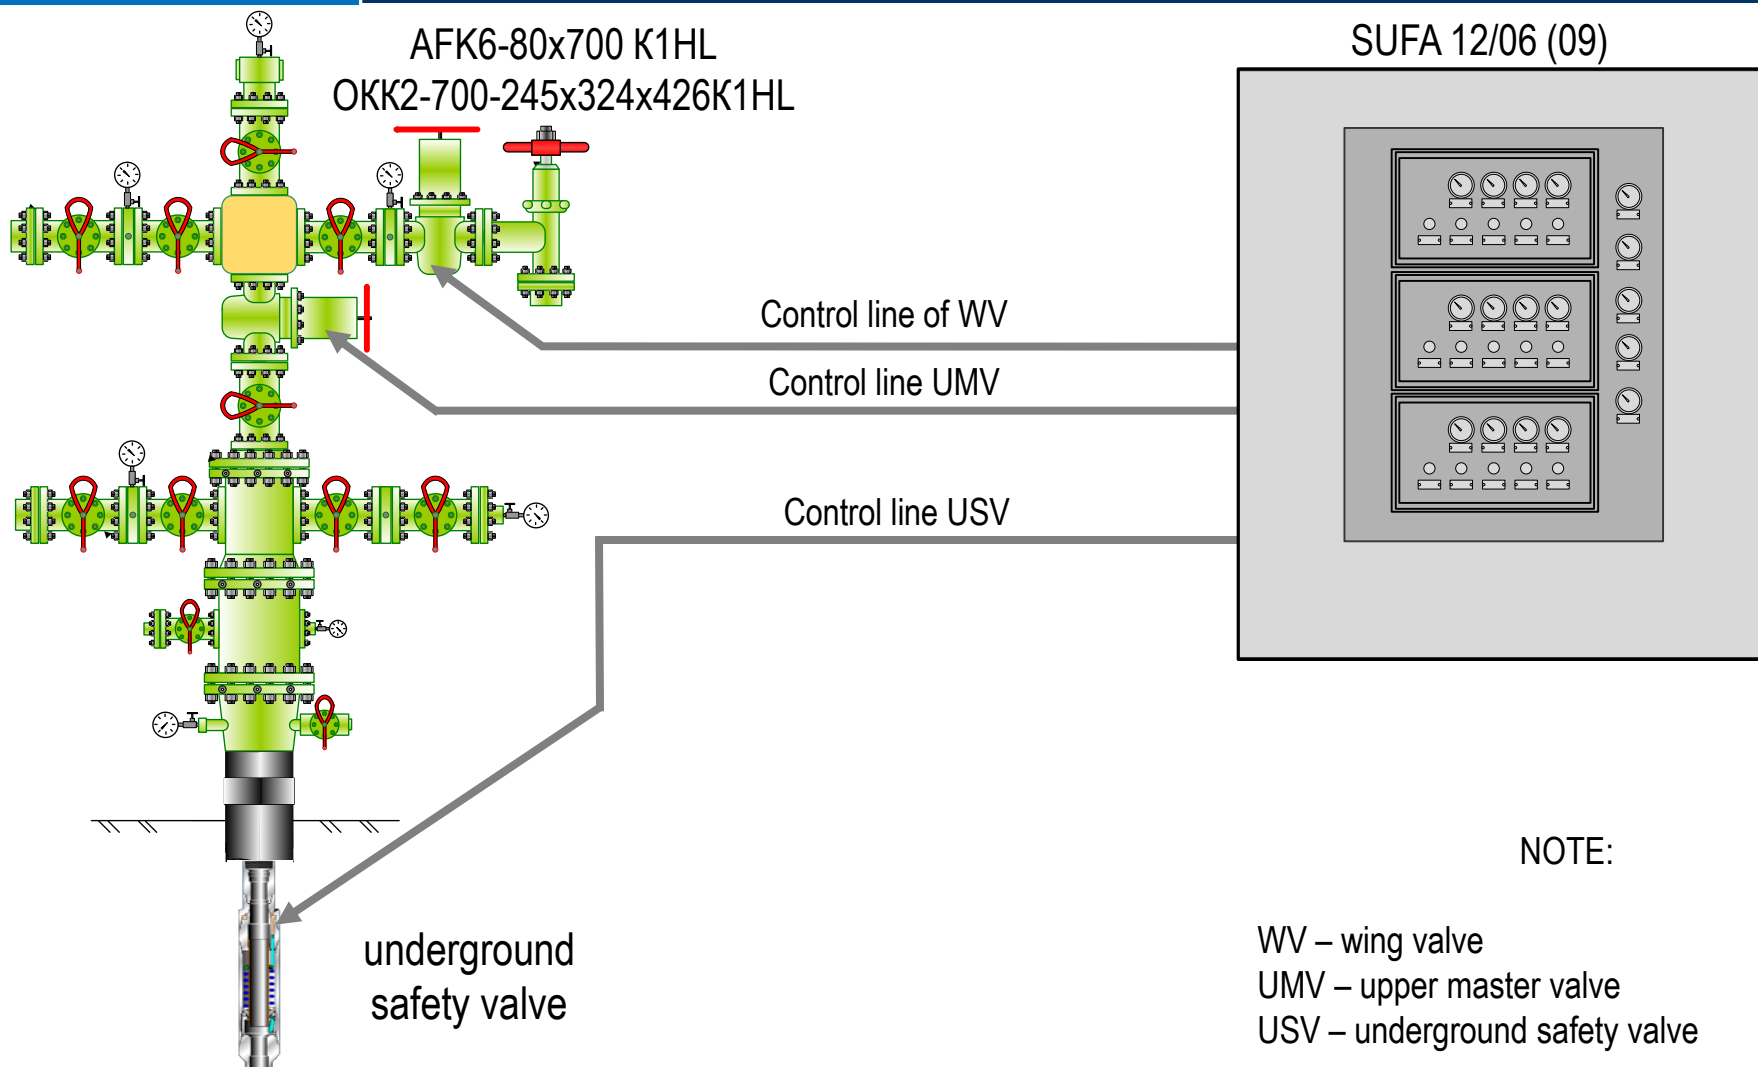 AFK6-80x700 K1HL
OKK2-700-245x324x426K1HL
SUFA 12/06 (09)
Control line of WV
Control line UMV
Control line USV
underground
safety valve
NOTE:
WV – wing valve
UMV – upper master valve
USV – underground safety valve